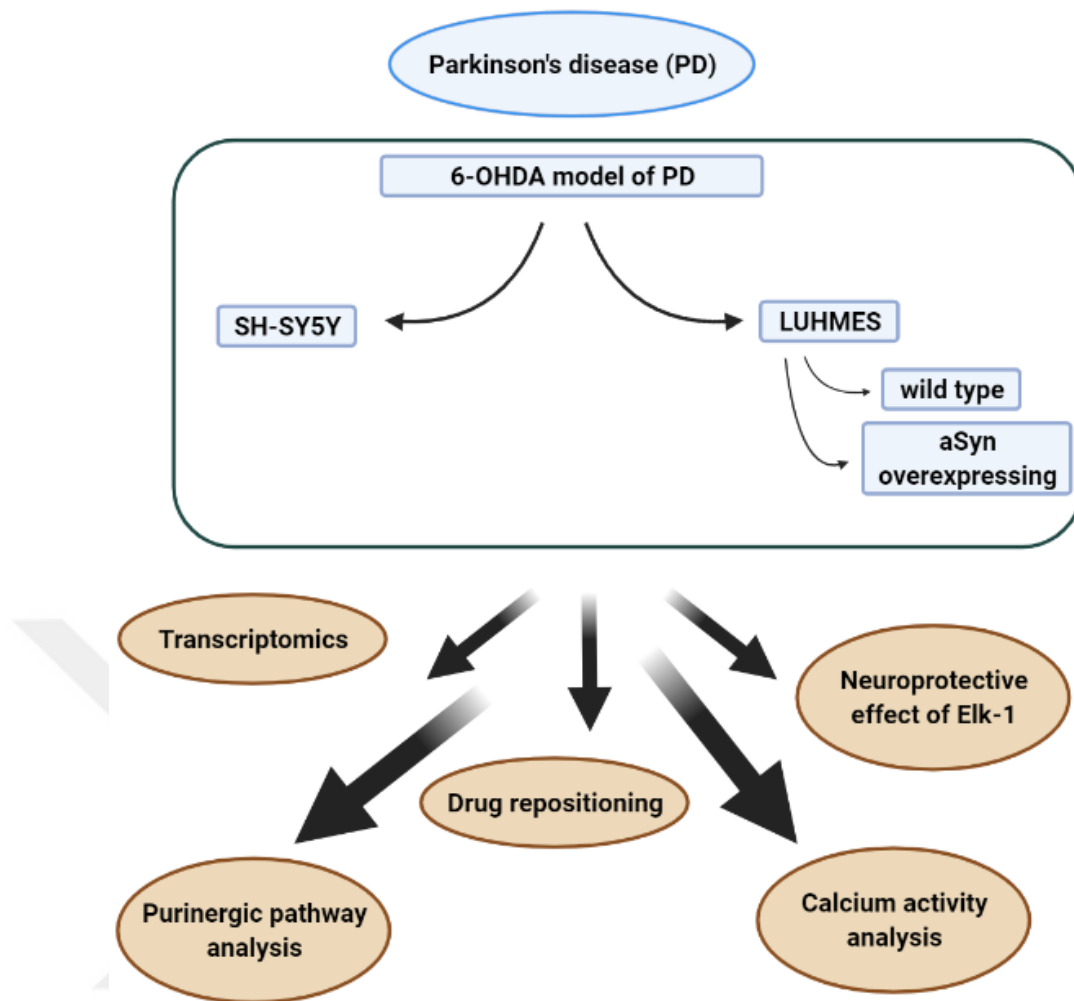 Parkinson's disease (PD)
6-OHDA model of PD
SH-SY5Y
LUHMES
wild type
aSyn
overexpressing
Transcriptomics
Neuroprotective
effect of Elk-1
Drug repositioning
Purinergic pathway
analysis
Calcium activity
analysis